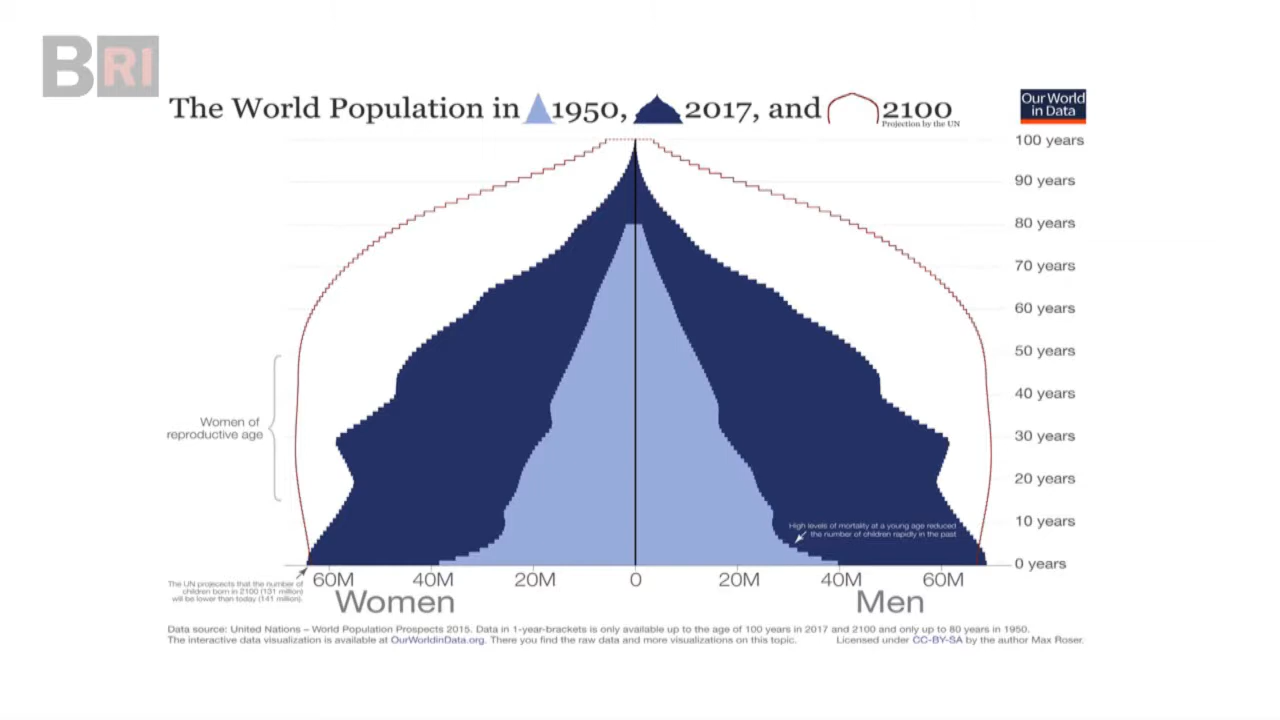 BRI
The World Population in 1950, 2017, and 2100
Projection by the UN
Our World
in Data
100 years
90 years
80 years
70 years
60 years
50 years
40 years
Women of
reproductive age
30 years
20 years
10 years
High levels of mortality at a young age reduced
the number of children rapidly in the past
0 years
60M 40M 20M 0 20M 40M 60M
The UN projecects that the number of
children born in 2100 (131 million)
will be lower than today (141 million).
Women Men
Data source: United Nations – World Population Prospects 2015. Data in 1-year-brackets is only available up to the age of 100 years in 2017 and 2100 and only up to 80 years in 1950.
The interactive data visualization is available at OurWorldinData.org. There you find the raw data and more visualizations on this topic. Licensed under CC-BY-SA by the author Max Roser.